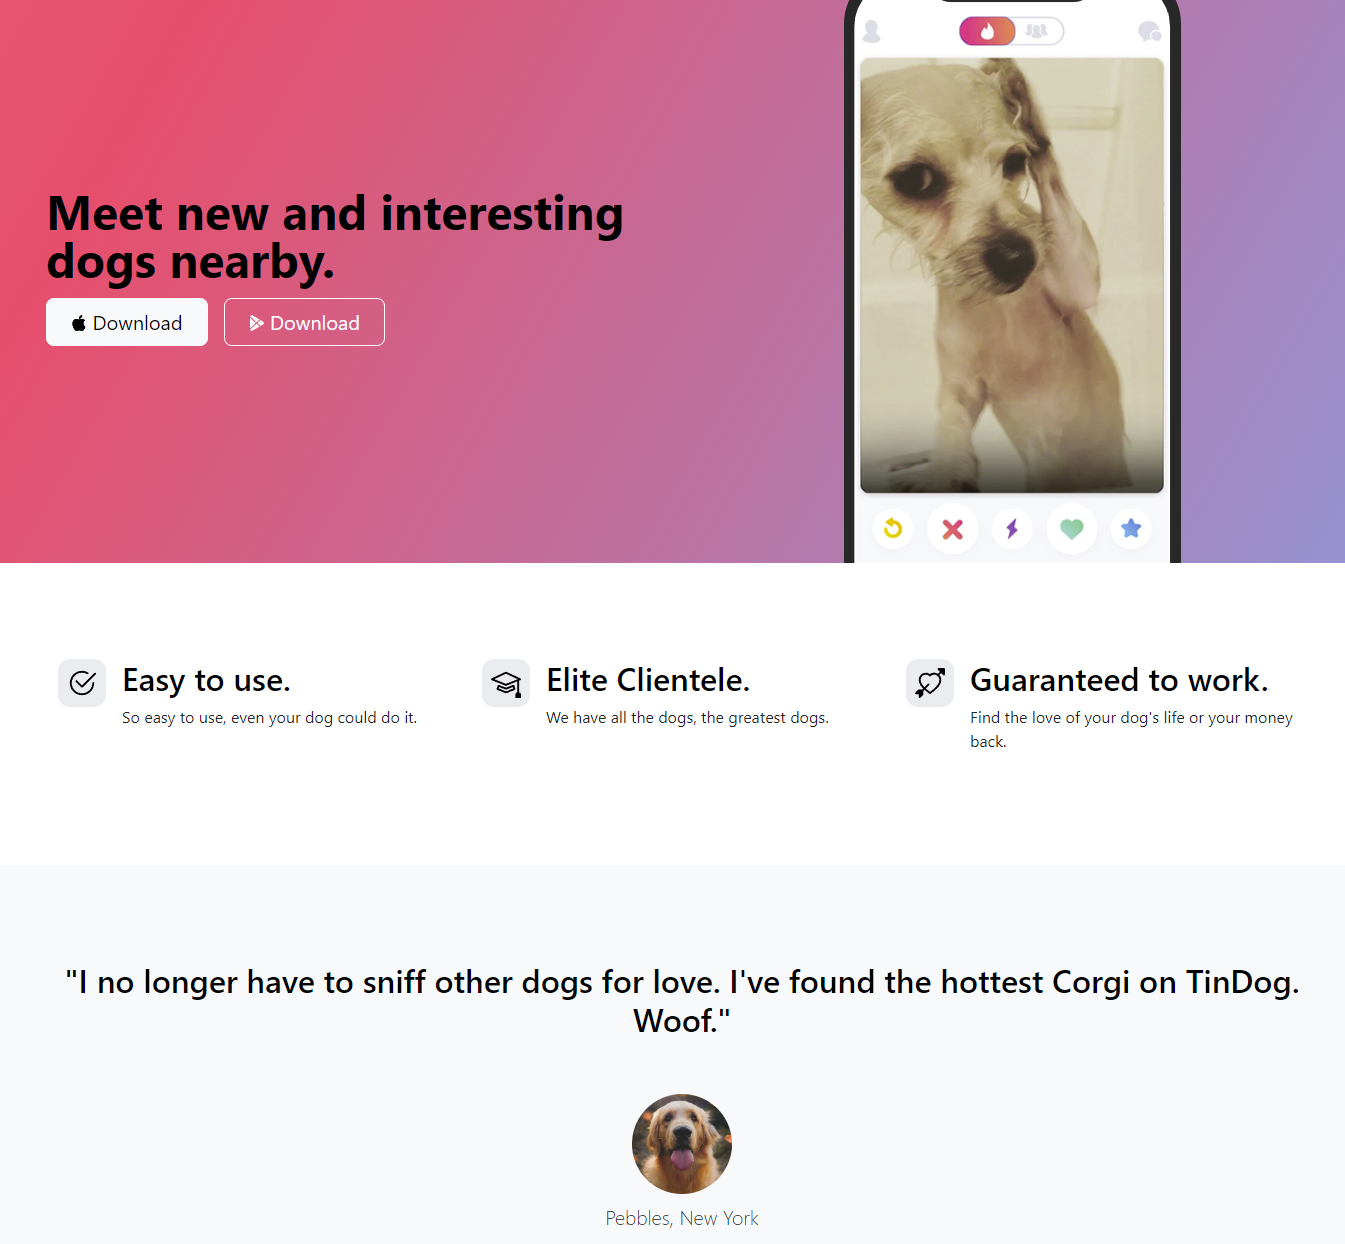 Meet new and interesting
dogs nearby.
Download
Download
Easy to use.
So easy to use, even your dog could do it.
Elite Clientele.
We have all the dogs, the greatest dogs.
Guaranteed to work.
Find the love of your dog's life or your money
back.
"I no longer have to sniff other dogs for love. I've found the hottest Corgi on TinDog.
Woof."
Pebbles, New York